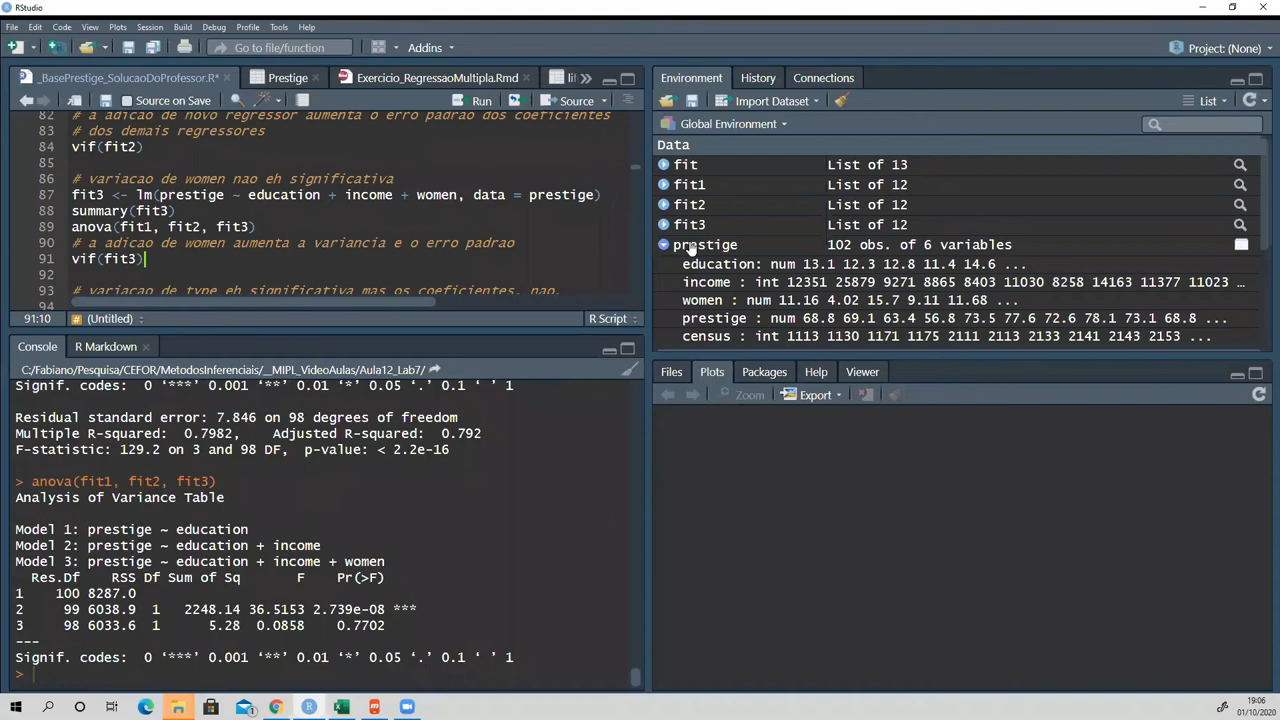 RStudio
File Edit Code View Plots Session Build Debug Profile Tools Help
Go to file/function Addins Project: (None)
_BasePrestige_SolucaoDoProfessor.R* Prestige Exercicio_RegressaoMultipla.Rmd
Source on Save Run Source
82 # a adicao de novo regressor aumenta o erro padrao dos coeficientes
83 # dos demais regressores
84 vif(fit2)
85
86 # variacao de women nao eh significativa
87 fit3 <- lm(prestige ~ education + income + women, data = prestige)
88 summary(fit3)
89 anova(fit1, fit2, fit3)
90 # a adicao de women aumenta a variancia e o erro padrao
91 vif(fit3)
92
93 # variacao de type eh significativa mas os coeficientes, nao.
94
91:10 (Untitled) R Script
Console R Markdown
C:/Fabiano/Pesquisa/CEFOR/MetodosInferenciais/__MIPL_VideoAulas/Aula12_Lab7/
Signif. codes: 0 ‘***’ 0.001 ‘**’ 0.01 ‘*’ 0.05 ‘.’ 0.1 ‘ ’ 1
Residual standard error: 7.846 on 98 degrees of freedom
Multiple R-squared: 0.7982, Adjusted R-squared: 0.792
F-statistic: 129.2 on 3 and 98 DF, p-value: < 2.2e-16
> anova(fit1, fit2, fit3)
Analysis of Variance Table
Model 1: prestige ~ education
Model 2: prestige ~ education + income
Model 3: prestige ~ education + income + women
Res.Df RSS Df Sum of Sq F Pr(>F)
1 100 8287.0
2 99 6038.9 1 2248.14 36.5153 2.739e-08 ***
3 98 6033.6 1 5.28 0.0858 0.7702
---
Signif. codes: 0 ‘***’ 0.001 ‘**’ 0.01 ‘*’ 0.05 ‘.’ 0.1 ‘ ’ 1
>
Environment History Connections
Import Dataset List
Global Environment
Data
fit List of 13
fit1 List of 12
fit2 List of 12
fit3 List of 12
prestige 102 obs. of 6 variables
education: num 13.1 12.3 12.8 11.4 14.6 ...
income : int 12351 25879 9271 8865 8403 11030 8258 14163 11377 11023 …
women : num 11.16 4.02 15.7 9.11 11.68 ...
prestige : num 68.8 69.1 63.4 56.8 73.5 77.6 72.6 78.1 73.1 68.8 ...
census : int 1113 1130 1171 1175 2111 2113 2133 2141 2143 2153 ...
Files Plots Packages Help Viewer
Zoom Export
19:06
01/10/2020